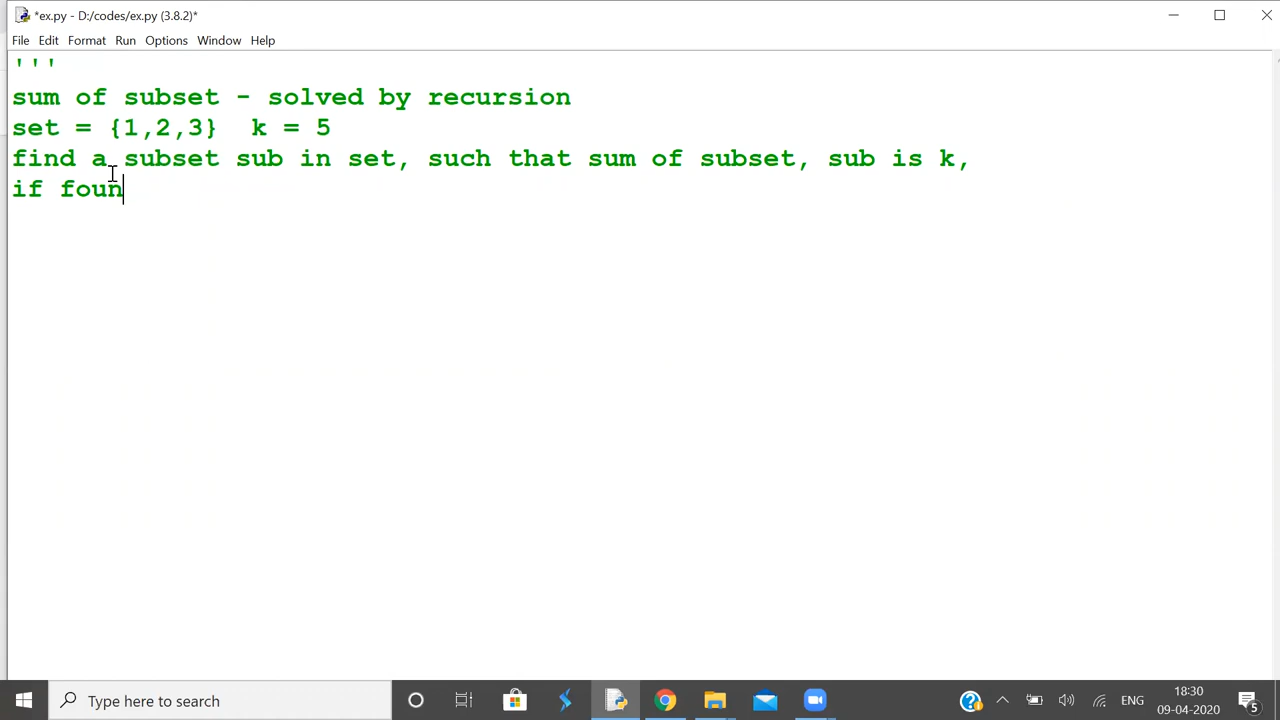 *ex.py - D:/codes/ex.py (3.8.2)*
File Edit Format Run Options Window Help
'''
sum of subset - solved by recursion
set = {1,2,3}  k = 5
find a subset sub in set, such that sum of subset, sub is k,
if foun
Type here to search
ENG
18:30
09-04-2020
5